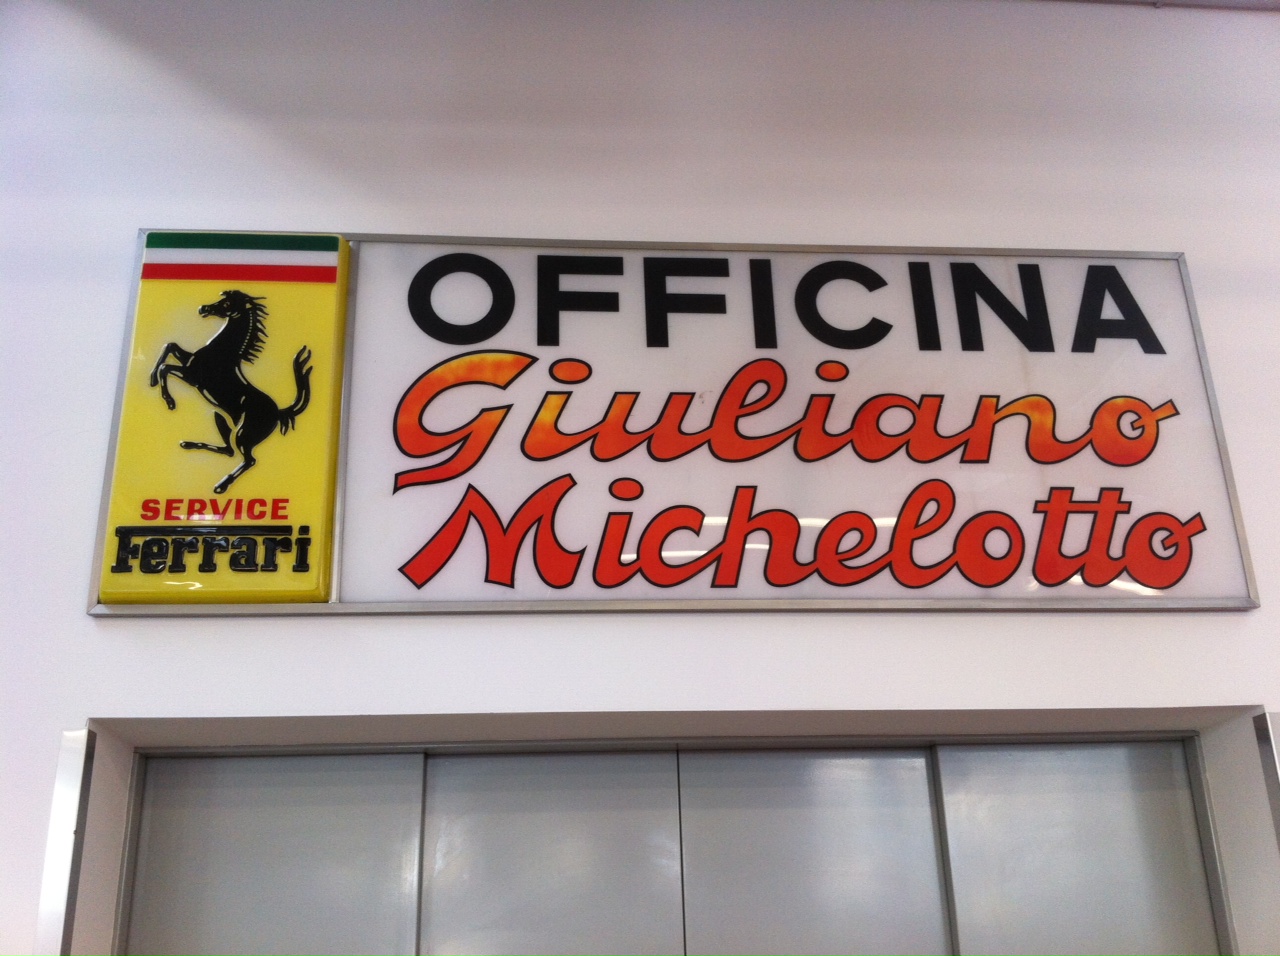 SERVICE
Ferrari
OFFICINA
Giuliano
Michelotto